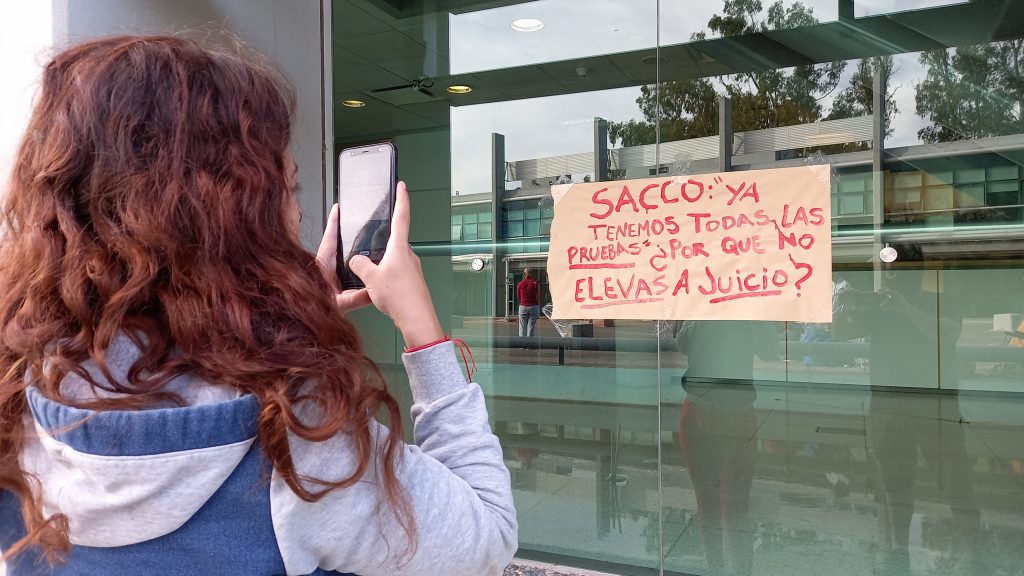 SACCO: "YA
TENEMOS TODAS LAS
PRUEBAS" ¿POR QUE NO
ELEVAS A JUICIO?